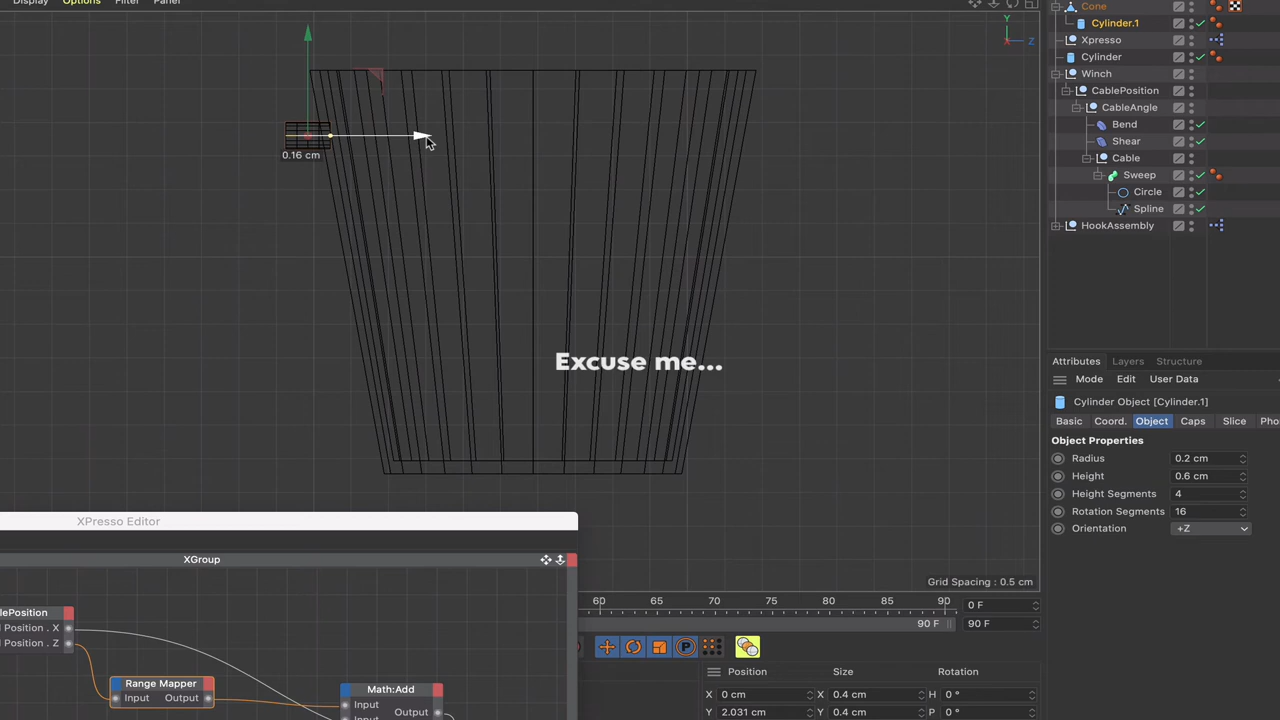 Options
Filter
Panel
Cone
Cylinder.1
Xpresso
Cylinder
Winch
CablePosition
CableAngle
Bend
Shear
Cable
Sweep
Circle
Spline
HookAssembly
Y
Z
X
0.16 cm
Excuse me...
Grid Spacing : 0.5 cm
Attributes Layers Structure
Mode Edit User Data
Cylinder Object [Cylinder.1]
Basic Coord. Object Caps Slice Pho
Object Properties
Radius 0.2 cm
Height 0.6 cm
Height Segments 4
Rotation Segments 16
Orientation +Z
XPresso Editor
XGroup
ablePosition
d Position . X
d Position . Z
Range Mapper
Input Output
Math:Add
Input
Output
60 65 70 75 80 85 90 0 F
90 F 90 F
P
Position Size Rotation
X 0 cm X 0.4 cm H 0 °
Y 2.031 cm Y 0.4 cm P 0 °